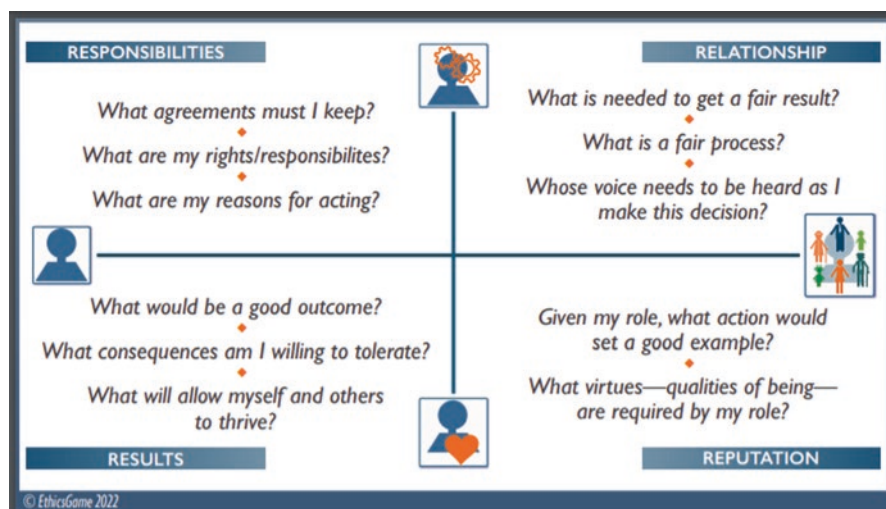 RESPONSIBILITIES
What agreements must I keep?
What are my rights/responsibilites?
What are my reasons for acting?
RELATIONSHIP
What is needed to get a fair result?
What is a fair process?
Whose voice needs to be heard as I
make this decision?
What would be a good outcome?
What consequences am I willing to tolerate?
What will allow myself and others
to thrive?
RESULTS
Given my role, what action would
set a good example?
What virtues—qualities of being—
are required by my role?
REPUTATION
© EthicsGame 2022